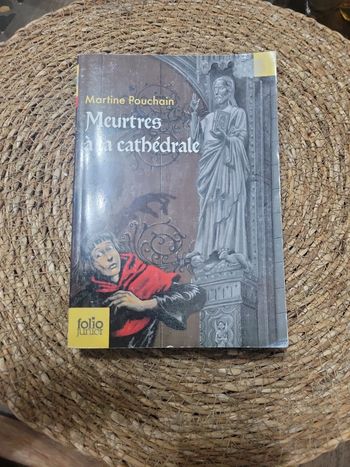 Martine Pouchain
Meurtres
à la cathédrale
folio
junior